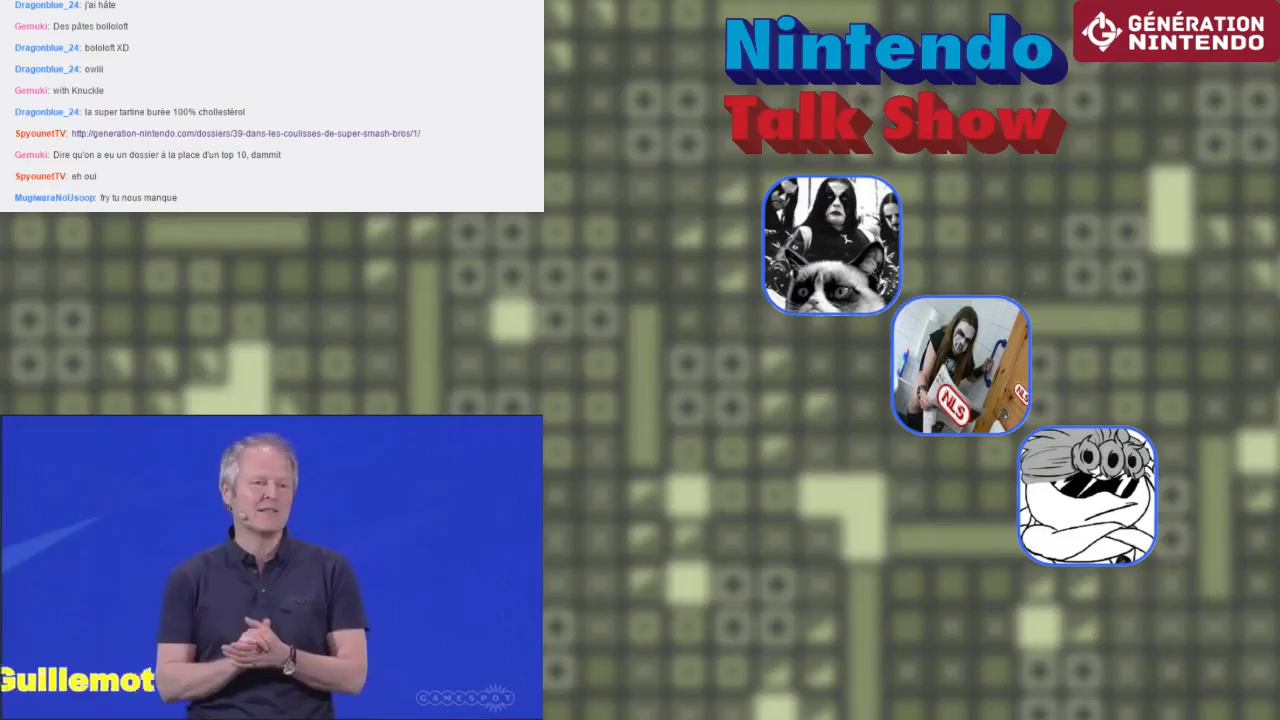 Dragonblue_24: j'ai hâte
Gemuki: Des pâtes bolloloft
Dragonblue_24: bololoft XD
Dragonblue_24: owiii
Gemuki: with Knuckle
Dragonblue_24: la super tartine burèe 100% chollestérol
SpyounetTV: http://generation-nintendo.com/dossiers/39-dans-les-coulisses-de-super-smash-bros/1/
Gemuki: Dire qu'on a eu un dossier à la place d'un top 10, dammit
SpyounetTV: eh oui
MugiwaraNoUsoop: fry tu nous manque
Nintendo
Talk Show
GÉNÉRATION
NINTENDO
NLS
NLS
Guillemot
GAMESPOT